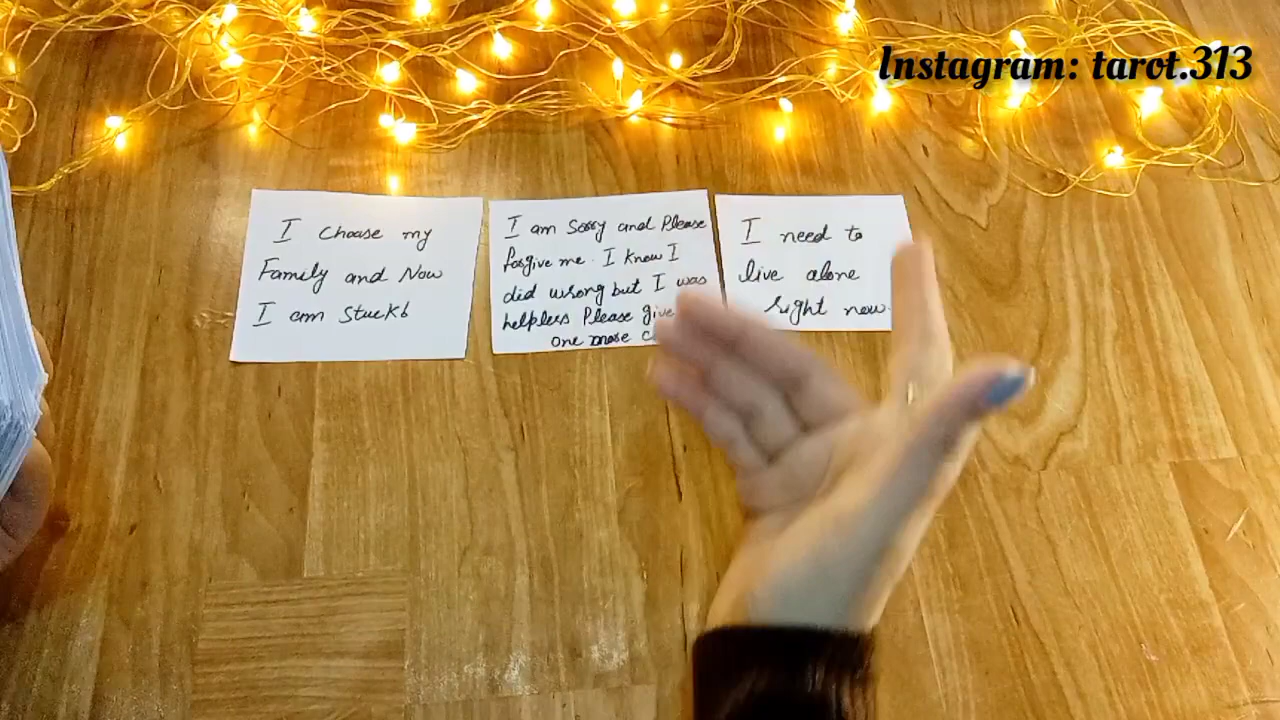 Instagram: tarot.313
I choose my
Family and Now
I am Stuck!
I am Sorry and Please
forgive me. I know I
did wrong but I was
helpless Please give
one more
I need to
live alone
right now.